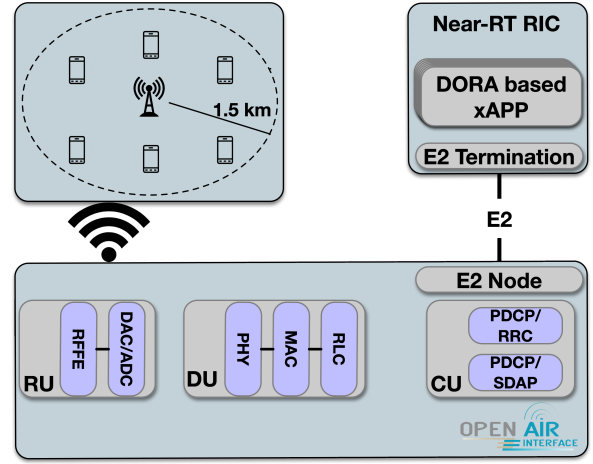 1.5 km
Near-RT RIC
DORA based
xAPP
E2 Termination
E2
E2 Node
RU
RFFE
DAC/ADC
DU
PHY
MAC
RLC
CU
PDCP/
RRC
PDCP/
SDAP
OPEN AIR
INTERFACE